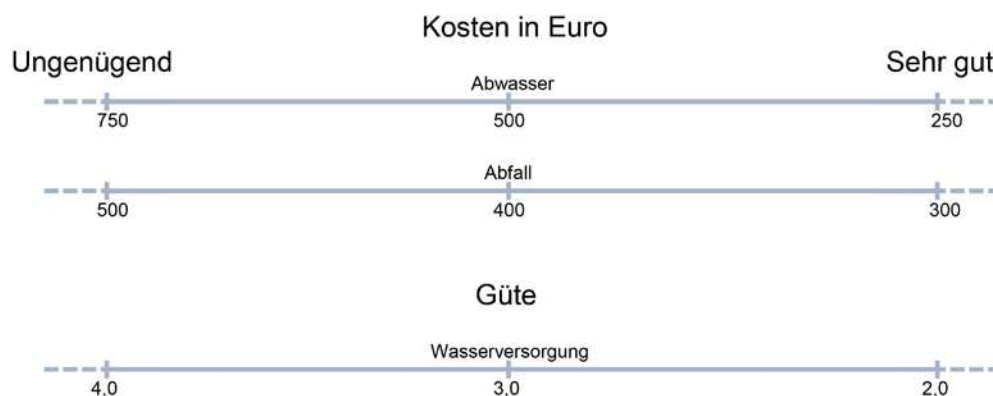 Kosten in Euro
Ungenügend Sehr gut
Abwasser
750 500 250
Abfall
500 400 300
Güte
Wasserversorgung
4.0 3.0 2.0